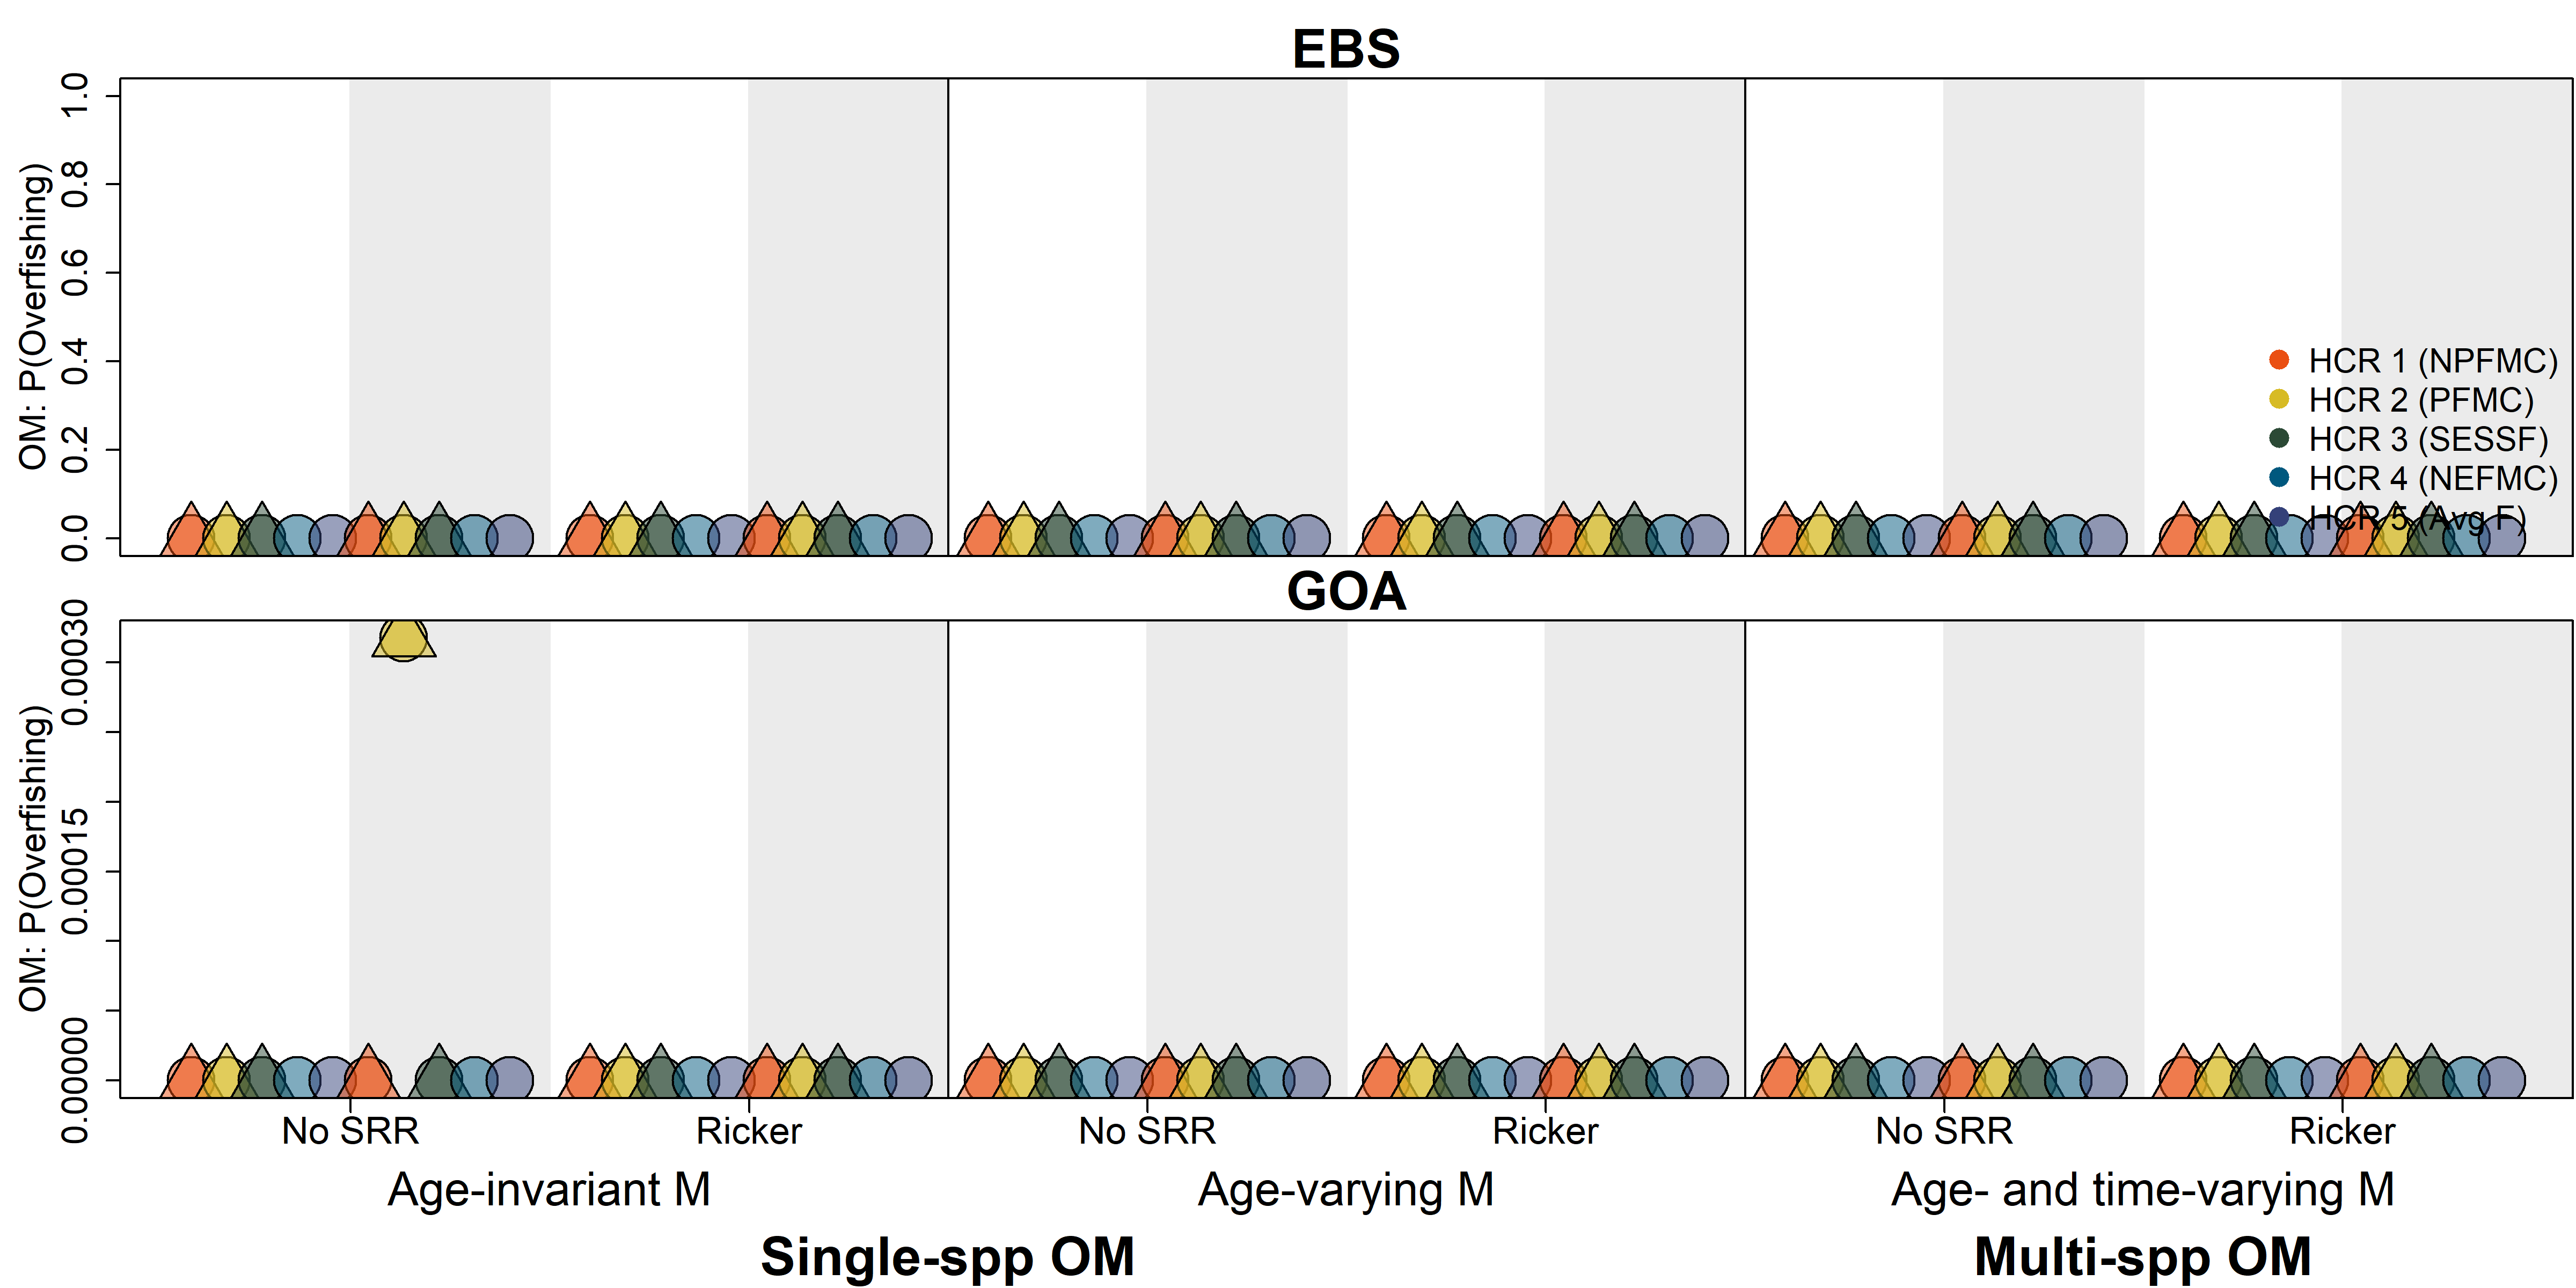 EBS
OM: P(Overfishing)
1.0
0.8
0.6
0.4
0.2
0.0
HCR 1 (NPFMC)
HCR 2 (PFMC)
HCR 3 (SESSF)
HCR 4 (NEFMC)
HCR 5 (Avg F)
GOA
OM: P(Overfishing)
0.00030
0.00015
0.00000
No SRR Ricker No SRR Ricker No SRR Ricker
Age-invariant M Age-varying M Age- and time-varying M
Single-spp OM Multi-spp OM